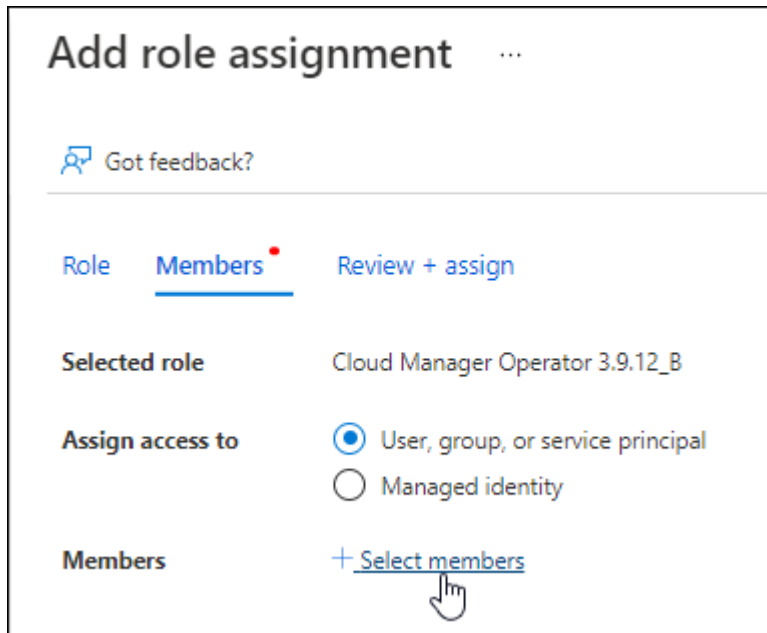 Add role assignment ...
Got feedback?
Role Members Review + assign
Selected role Cloud Manager Operator 3.9.12_B
Assign access to User, group, or service principal
Managed identity
Members + Select members